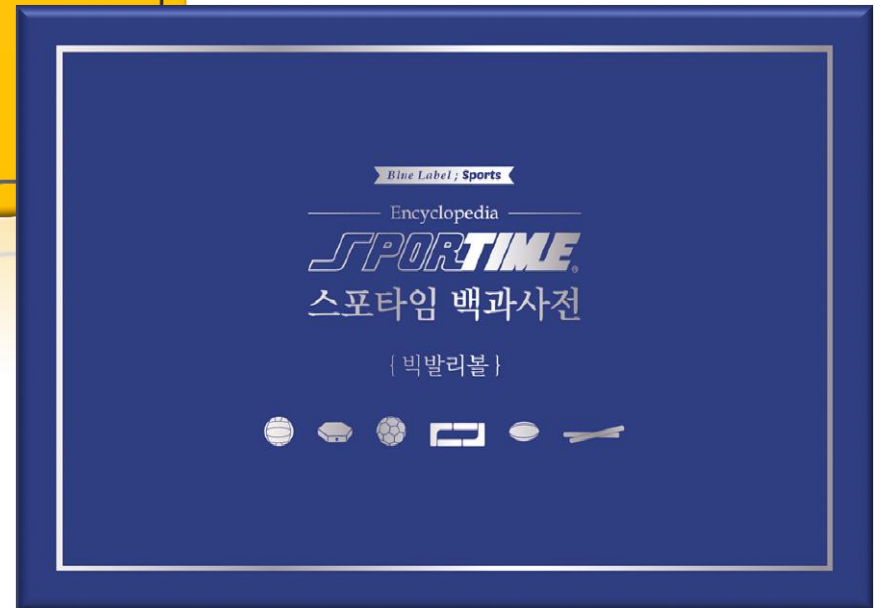 Blue Label ; Sports
Encyclopedia
SPORTIME®
스포타임 백과사전
{ 빅발리볼 }